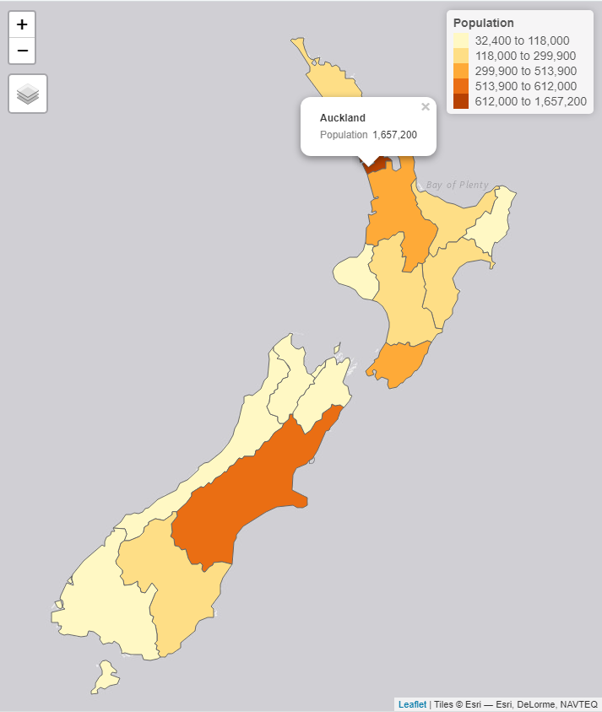 +
−
Population
32,400 to 118,000
118,000 to 299,900
299,900 to 513,900
513,900 to 612,000
612,000 to 1,657,200
×
Auckland
Population 1,657,200
Bay of Plenty
Leaflet | Tiles © Esri — Esri, DeLorme, NAVTEQ